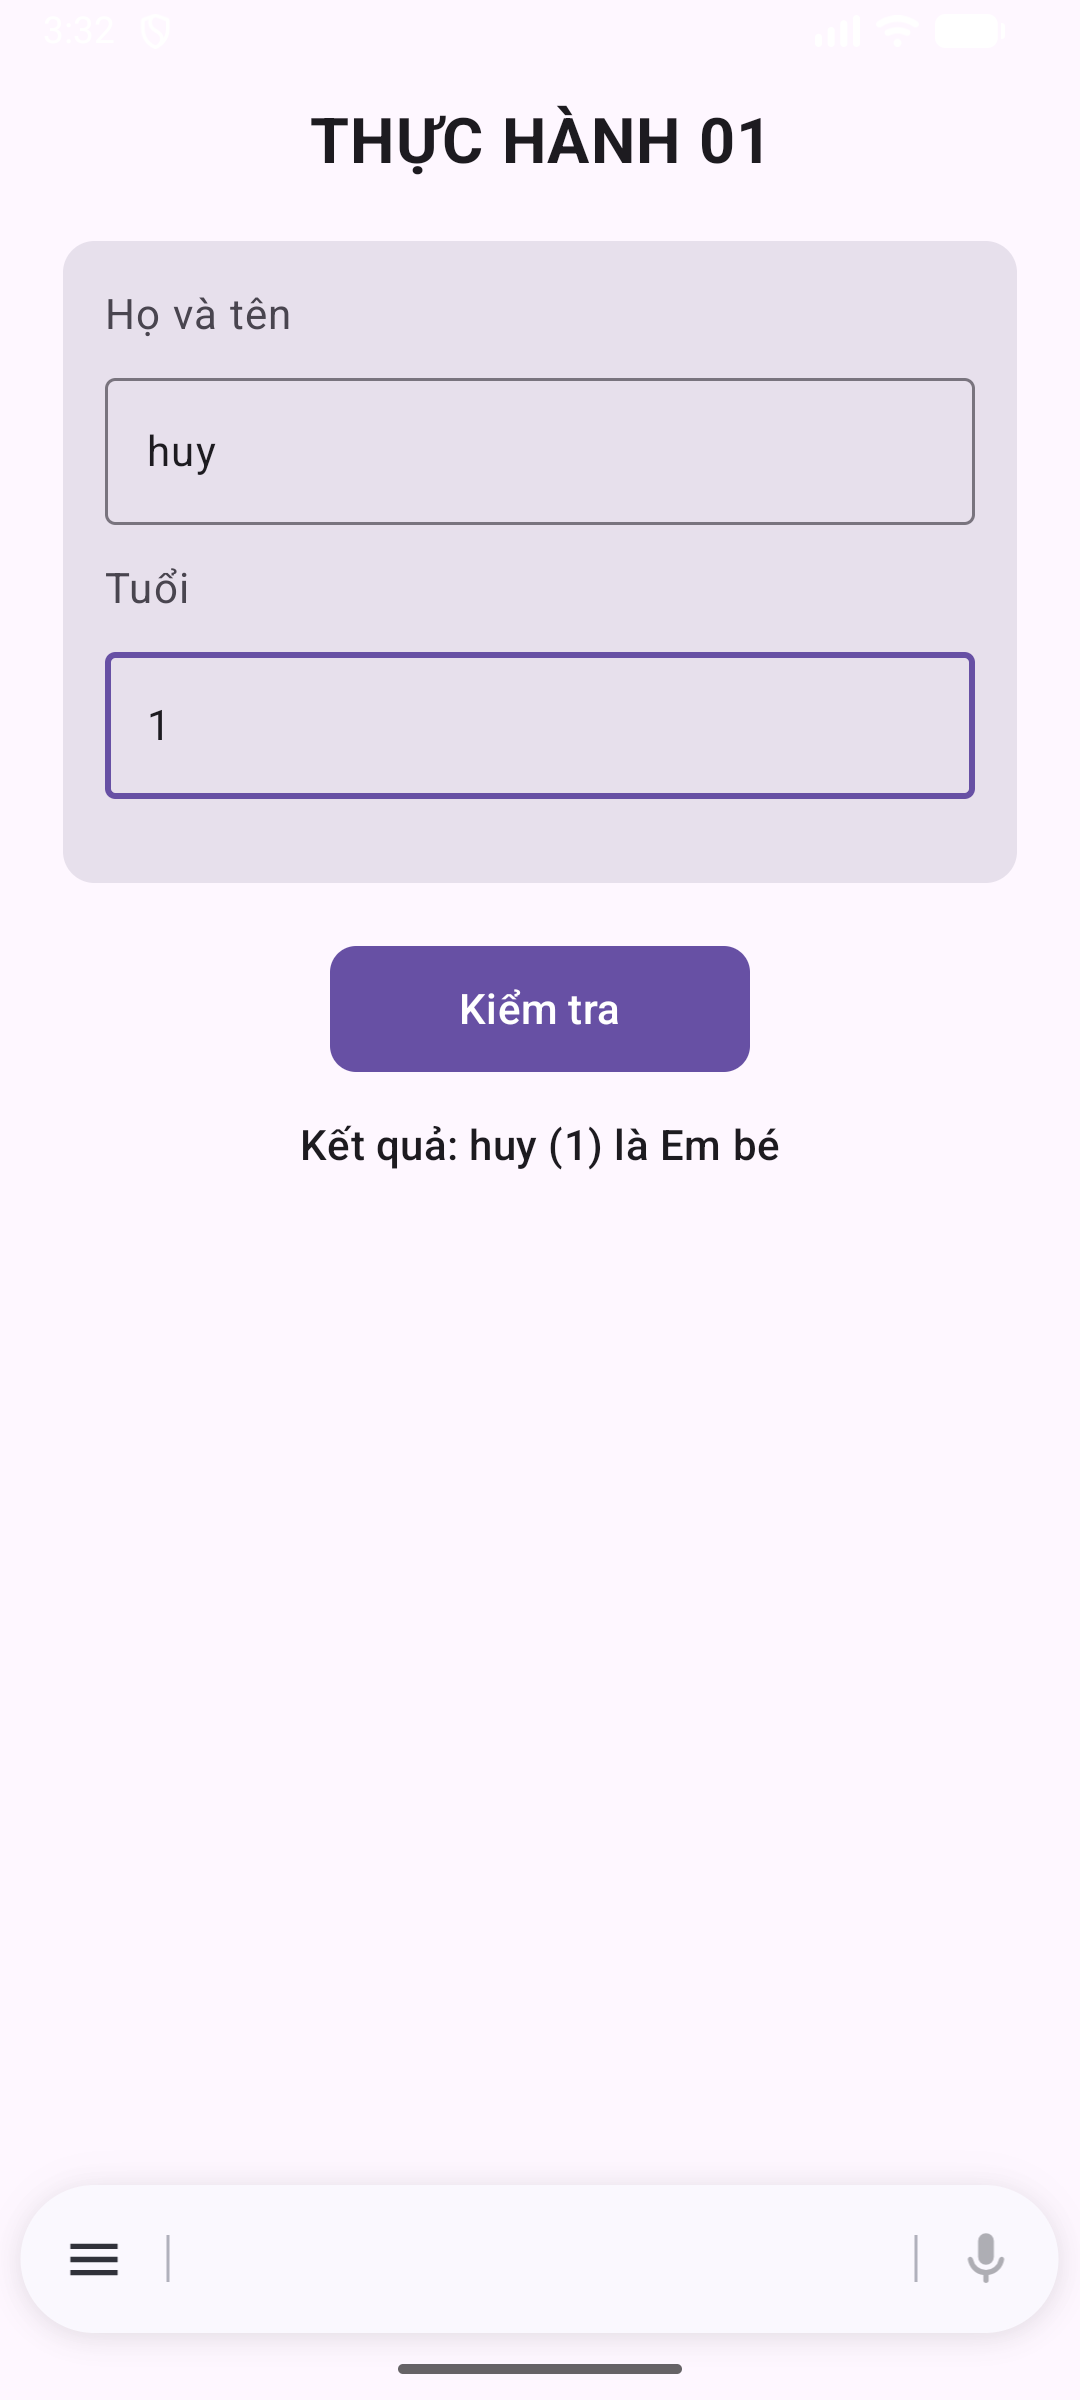 3:32
THỰC HÀNH 01
Họ và tên
huy
Tuổi
1
Kiểm tra
Kết quả: huy (1) là Em bé